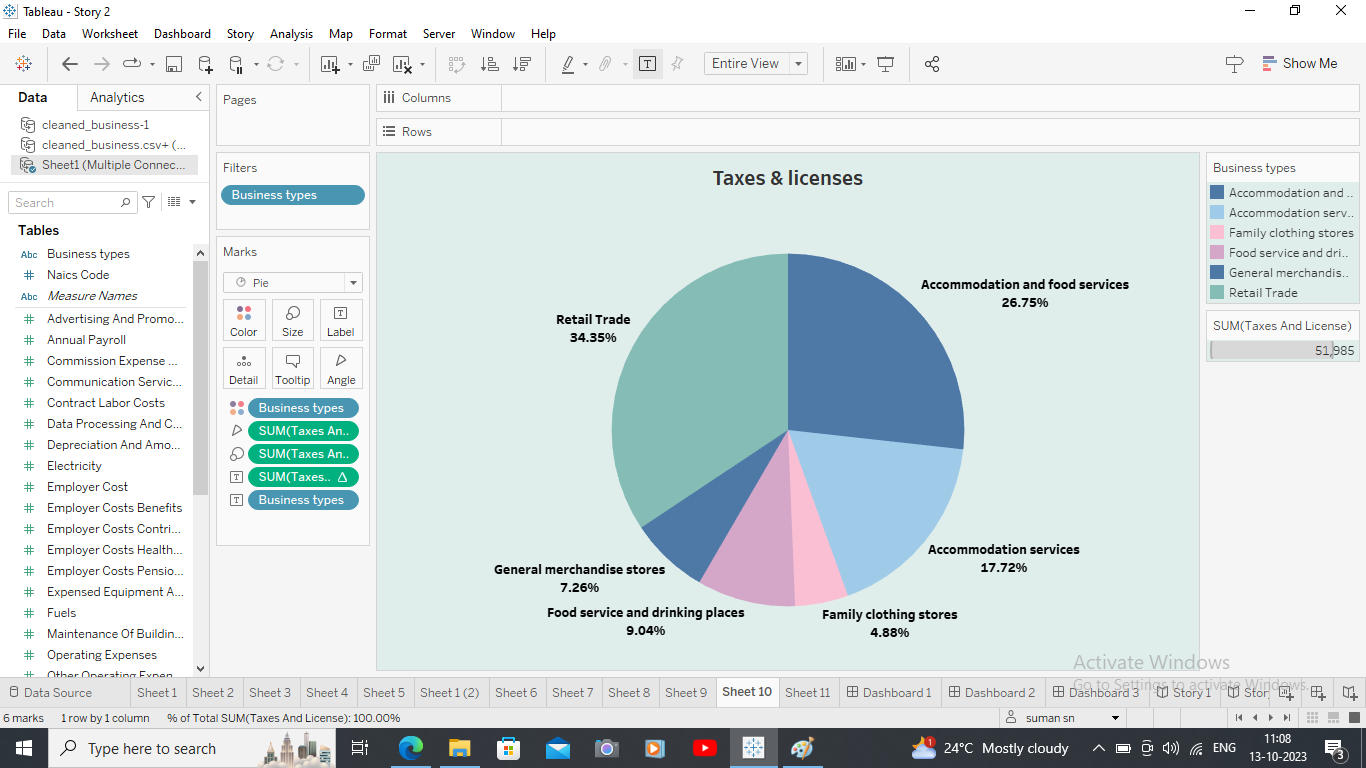 Tableau - Story 2
File Data Worksheet Dashboard Story Analysis Map Format Server Window Help
Entire View
Show Me
Data Analytics
cleaned_business-1
cleaned_business.csv+ (...
Sheet1 (Multiple Connec...
Search
Tables
Abc Business types
# Naics Code
Abc Measure Names
# Advertising And Promo...
# Annual Payroll
# Commission Expense ...
# Communication Servic...
# Contract Labor Costs
# Data Processing And C...
# Depreciation And Amo...
# Electricity
# Employer Cost
# Employer Costs Benefits
# Employer Costs Contri...
# Employer Costs Health...
# Employer Costs Pensio...
# Expensed Equipment A...
# Fuels
# Maintenance Of Buildin...
# Operating Expenses
# Other Operating Expen
Pages
Filters
Business types
Marks
Pie
Color Size Label
Detail Tooltip Angle
Business types
SUM(Taxes An..
SUM(Taxes An..
SUM(Taxes.. Δ
Business types
Columns
Rows
Taxes & licenses
Accommodation and food services
26.75%
Retail Trade
34.35%
Accommodation services
17.72%
General merchandise stores
7.26%
Food service and drinking places
9.04%
Family clothing stores
4.88%
Business types
Accommodation and ..
Accommodation serv..
Family clothing stores
Food service and dri..
General merchandis..
Retail Trade
SUM(Taxes And License)
51,985
Activate Windows
Go to Settings to activate Windows.
Data Source Sheet 1 Sheet 2 Sheet 3 Sheet 4 Sheet 5 Sheet 1 (2) Sheet 6 Sheet 7 Sheet 8 Sheet 9 Sheet 10 Sheet 11 Dashboard 1 Dashboard 2 Dashboard 3 Story 1 Stor
6 marks 1 row by 1 column % of Total SUM(Taxes And License): 100.00%
suman sn
Type here to search
1
24°C Mostly cloudy
ENG
11:08
13-10-2023
3